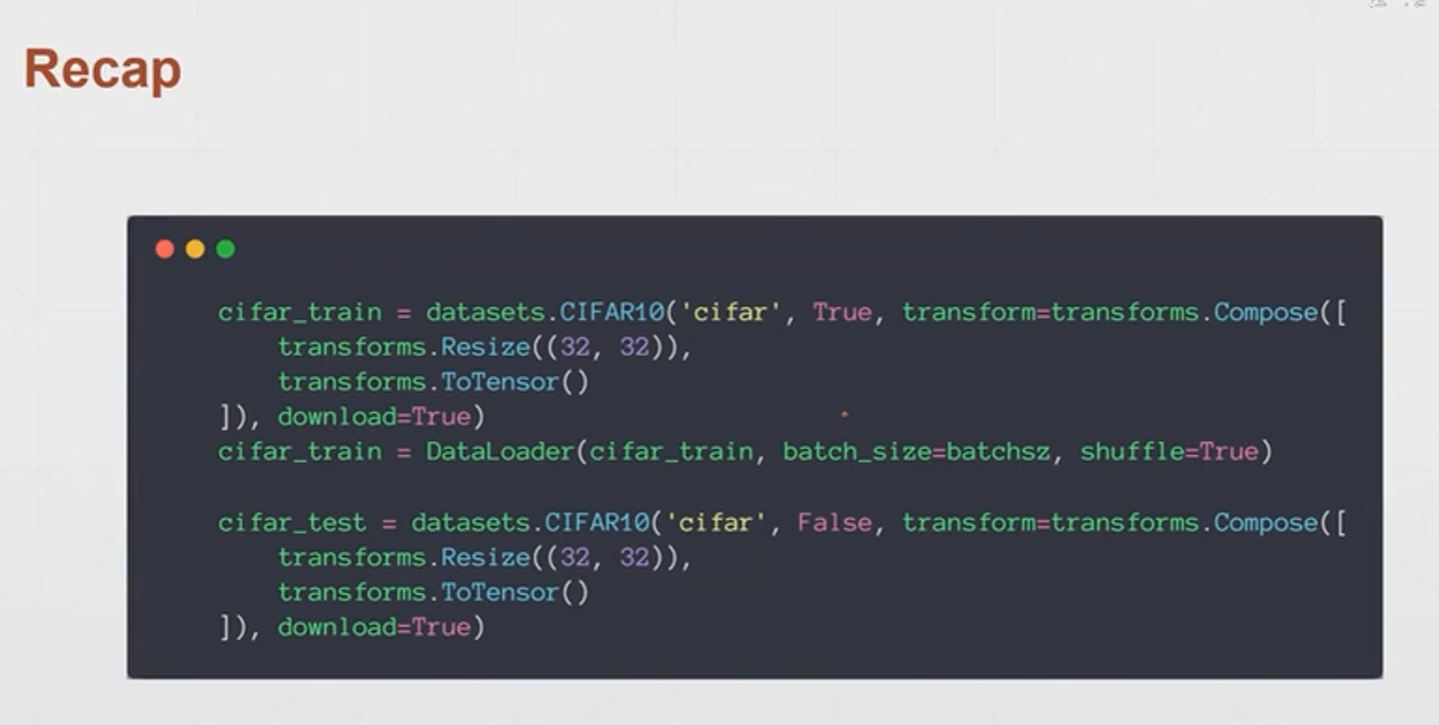 Recap
cifar_train = datasets.CIFAR10('cifar', True, transform=transforms.Compose([
    transforms.Resize((32, 32)),
    transforms.ToTensor()
]), download=True)
cifar_train = DataLoader(cifar_train, batch_size=batchsz, shuffle=True)
cifar_test = datasets.CIFAR10('cifar', False, transform=transforms.Compose([
    transforms.Resize((32, 32)),
    transforms.ToTensor()
]), download=True)